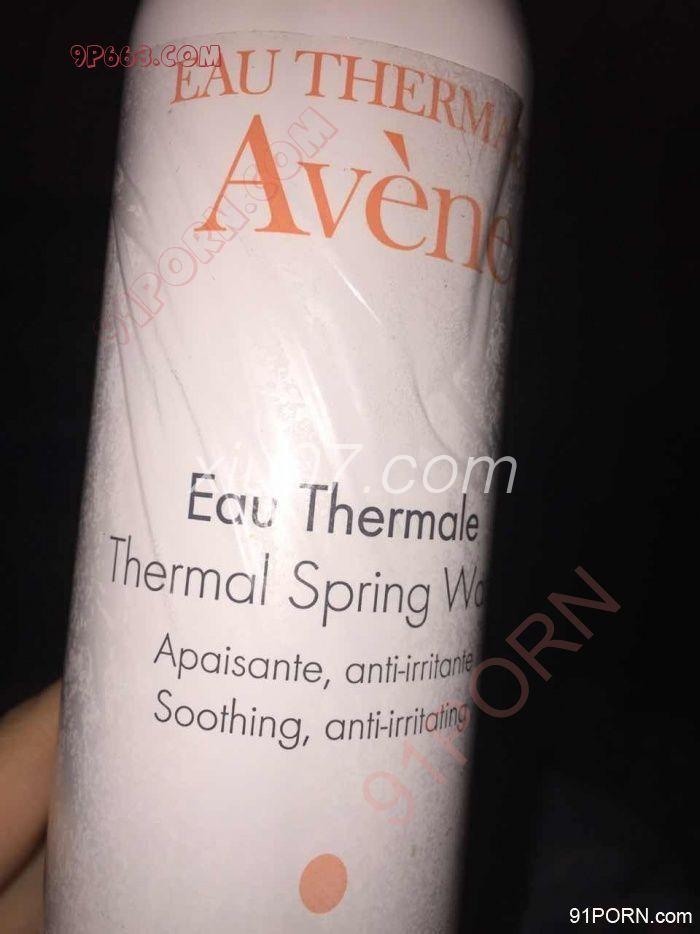 9P663.COM
EAU THERMA
Avène
91PORN.COM
.com
Eau Thermale
Thermal Spring Wa
Apaisante, anti-irritante
Soothing, anti-irritating
91PORN
91PORN.com